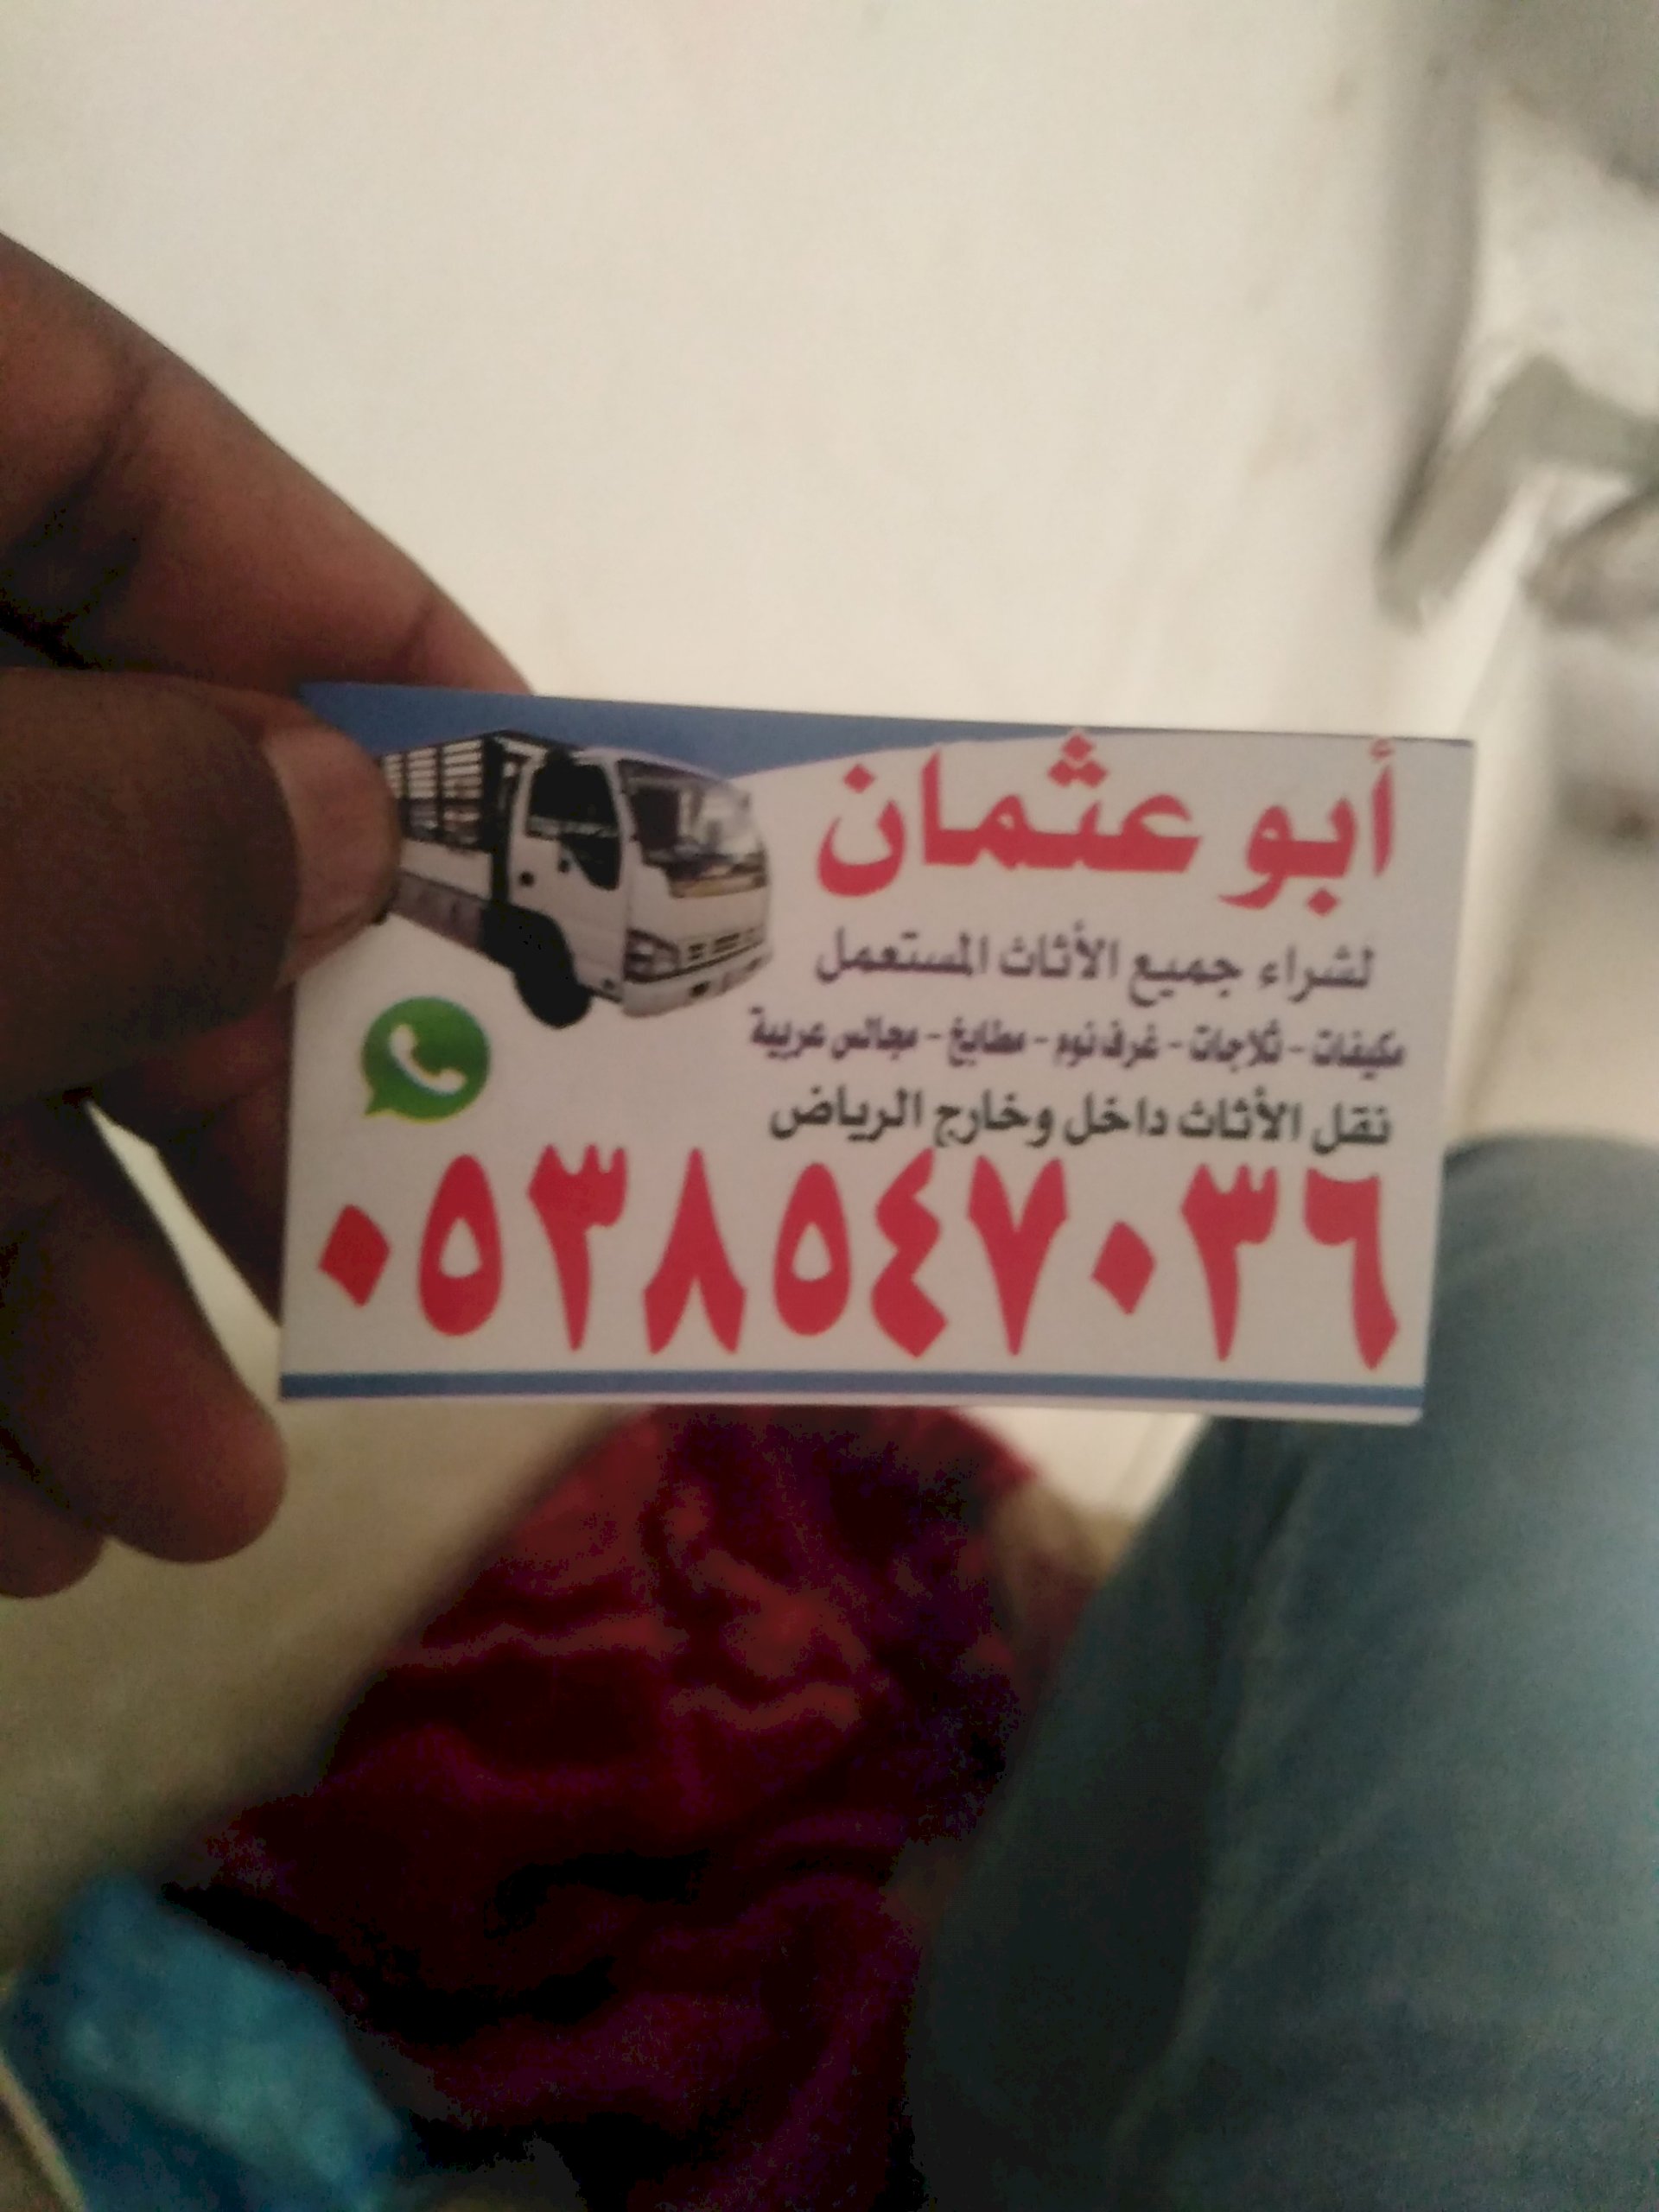 أبو عثمان
لشراء جميع الأثاث المستعمل
مكيفات - ثلاجات - غرف نوم - مطابخ - مجالس عربية
نقل الأثاث داخل وخارج الرياض
٠٥٣٨٥٤٧٠٣٦